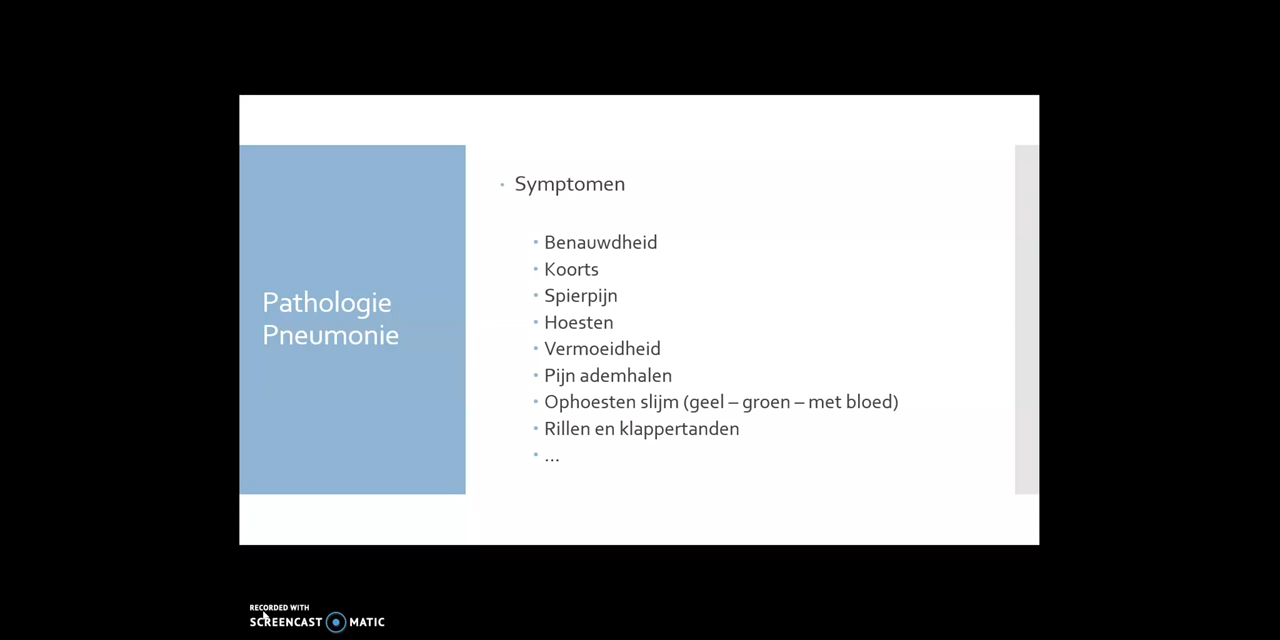 Pathologie
Pneumonie
Symptomen
Benauwdheid
Koorts
Spierpijn
Hoesten
Vermoeidheid
Pijn ademhalen
Ophoesten slijm (geel – groen – met bloed)
Rillen en klappertanden
...
RECORDED WITH
SCREENCAST MATIC